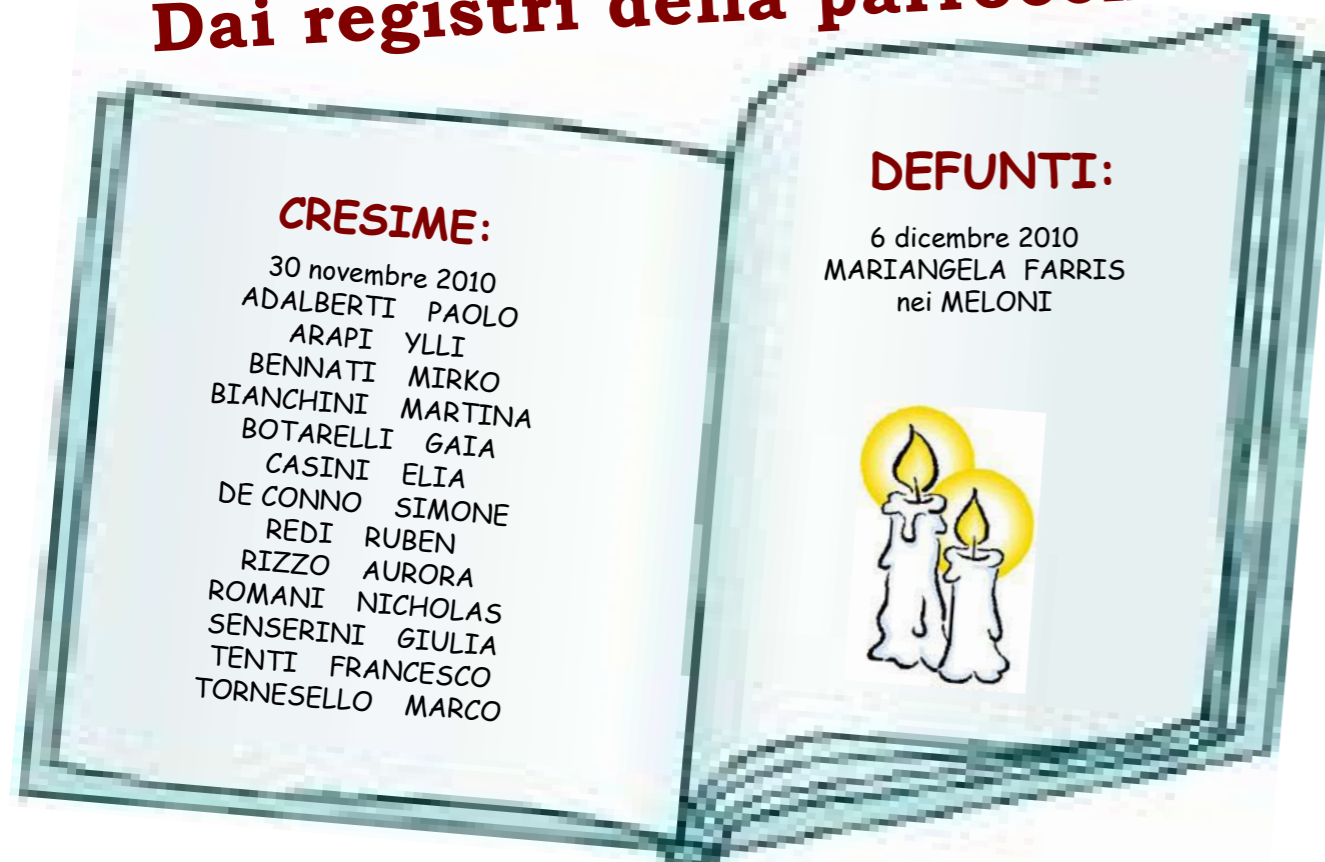 Dai registri della
CRESIME:
30 novembre 2010
ADALBERTI PAOLO
ARAPI YLLI
BENNATI MIRKO
BIANCHINI MARTINA
BOTARELLI GAIA
CASINI ELIA
DE CONNO SIMONE
REDI RUBEN
RIZZO AURORA
ROMANI NICHOLAS
SENSERINI GIULIA
TENTI FRANCESCO
TORNESELLO MARCO
DEFUNTI:
6 dicembre 2010
MARIANGELA FARRIS
nei MELONI